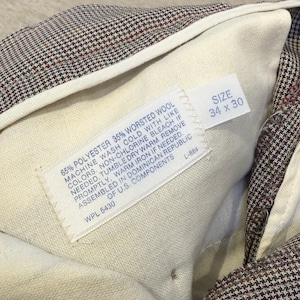 65% POLYESTER 35% WORSTED WOOL
MACHINE WASH COLD WITH LIKE
COLORS. NON-CHLORINE BLEACH IF
NEEDED. TUMBLE DRY WARM. REMOVE
PROMPTLY. WARM IRON IF NEEDED.
ASSEMBLED IN DOMINICAN REPUBLIC
OF U.S. COMPONENTS
WPL 5430
SIZE
34 X 30